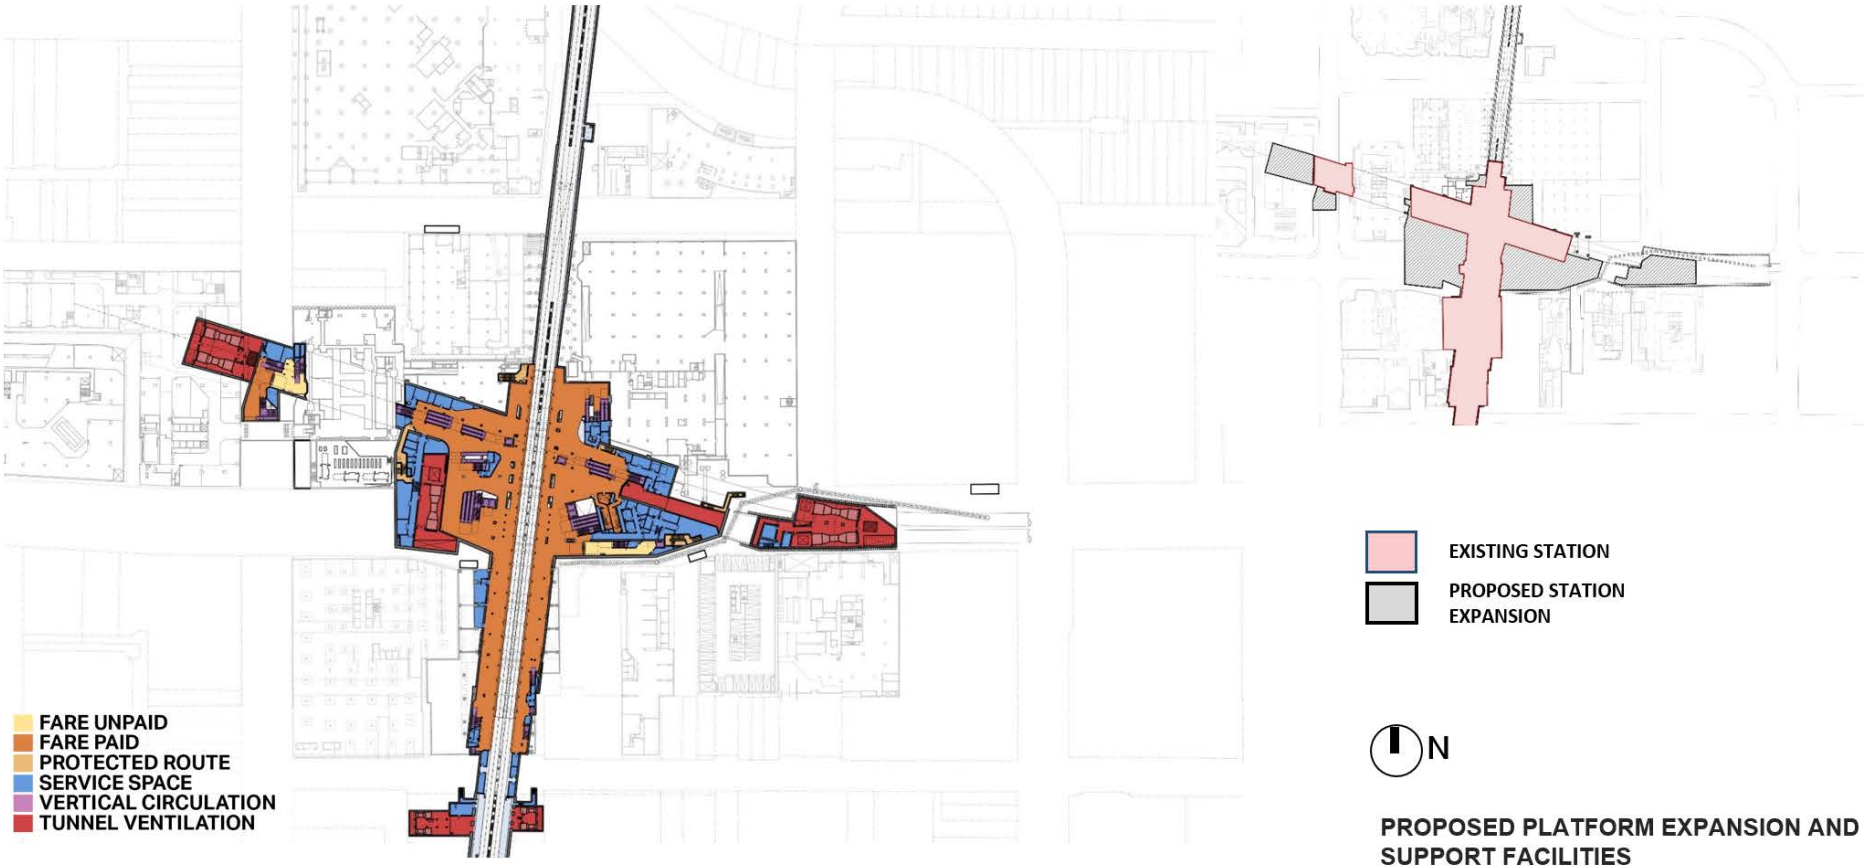 FARE UNPAID
FARE PAID
PROTECTED ROUTE
SERVICE SPACE
VERTICAL CIRCULATION
TUNNEL VENTILATION
EXISTING STATION
PROPOSED STATION
EXPANSION
N
PROPOSED PLATFORM EXPANSION AND
SUPPORT FACILITIES